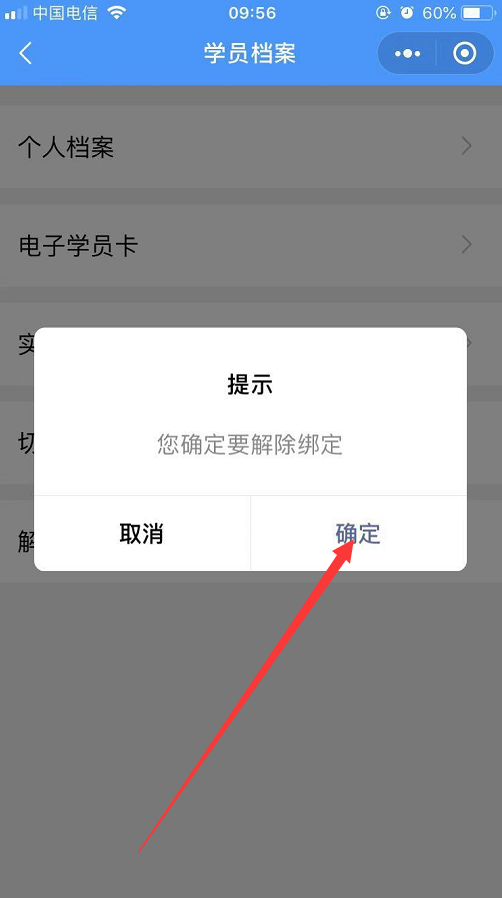 中国电信
09:56
60%
学员档案
个人档案
电子学员卡
实
提示
您确定要解除绑定
切
取消
确定
解